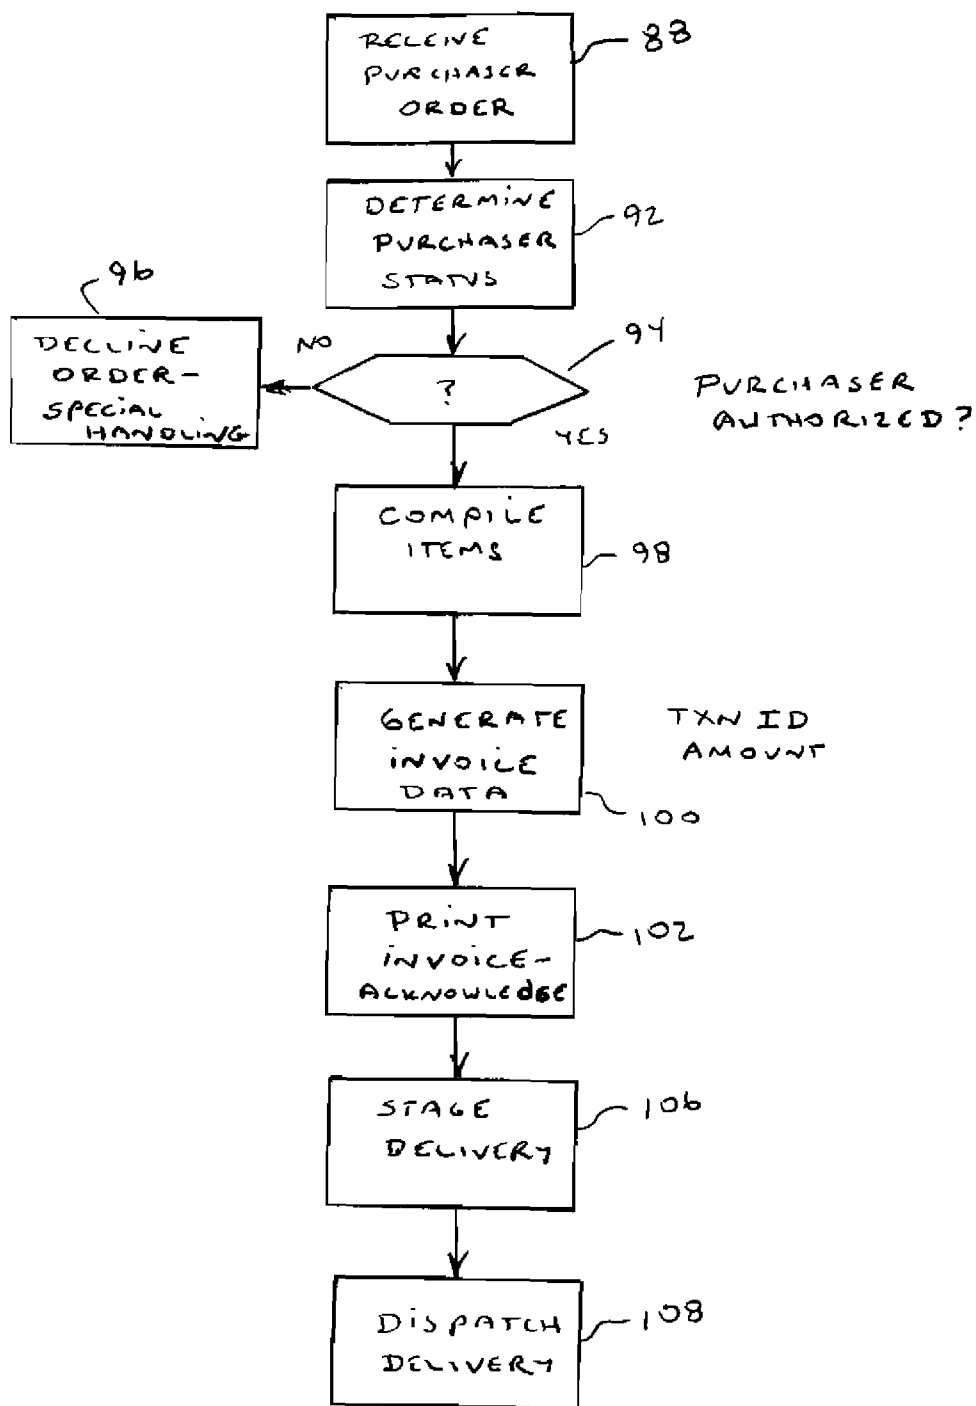 RECEIVE
PURCHASER
ORDER
88
DETERMINE
PURCHASER
STATUS
92
96
DECLINE
ORDER-
SPECIAL
HANDLING
NO
?
94
YES
PURCHASER
AUTHORIZED?
COMPILE
ITEMS
98
GENERATE
INVOICE
DATA
100
TXN ID
AMOUNT
PRINT
INVOICE-
ACKNOWLEDGE
102
STAGE
DELIVERY
106
DISPATCH
DELIVERY
108